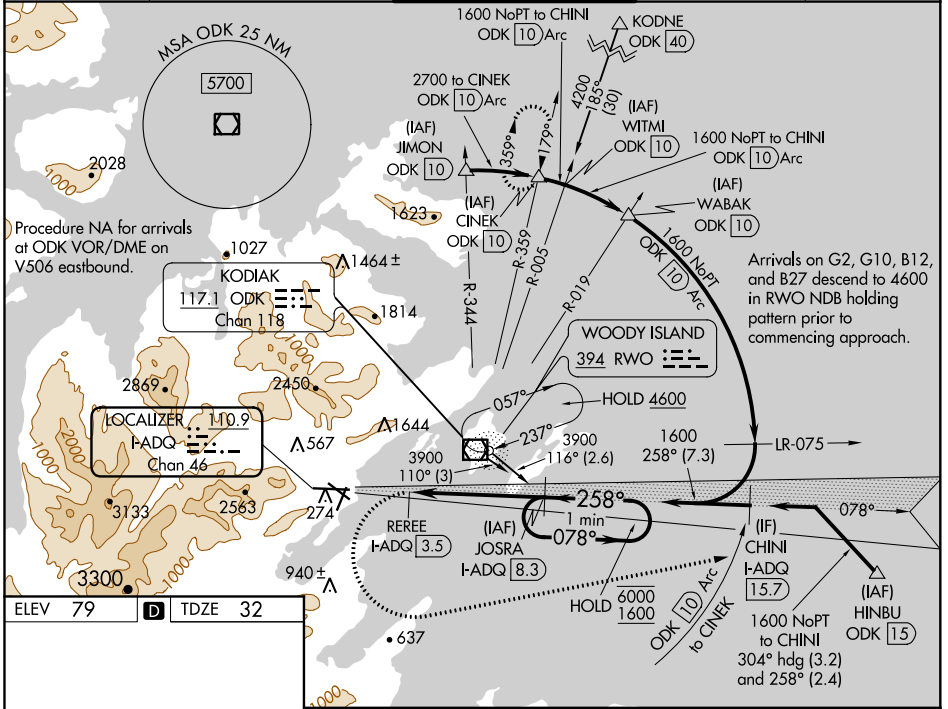 MSA ODK 25 NM
5700
2028
1000
Procedure NA for arrivals
at ODK VOR/DME on
V506 eastbound.
1600 NoPT to CHINI
ODK 10 Arc
KODNE
ODK 40
4200
185°
(30)
2700 to CINEK
ODK 10 Arc
(IAF)
JIMON
ODK 10
359°
179°
(IAF)
WITMI
ODK 10
1600 NoPT to CHINI
ODK 10 Arc
(IAF)
WABAK
ODK 10
(IAF)
CINEK
ODK 10
1623
R-344
R-359
R-005
R-019
1600 NoPT
ODK 10 Arc
Arrivals on G2, G10, B12,
and B27 descend to 4600
in RWO NDB holding
pattern prior to
commencing approach.
1027
1464 ±
KODIAK
117.1 ODK
Chan 118
1814
1000
WOODY ISLAND
394 RWO
2869
2450
1000
057°
237°
HOLD 4600
LOCALIZER 110.9
I-ADQ
Chan 46
1644
567
3900
110° (3)
3900
116° (2.6)
1600
258° (7.3)
LR-075
2000
1000
3133
2563
274
258°
1 min
078°
078°
REREE
I-ADQ 3.5
(IAF)
JOSRA
I-ADQ 8.3
(IF)
CHINI
I-ADQ
15.7
3300
1000
940 ±
HOLD 6000
1600
ODK 10 Arc
to CINEK
(IAF)
HINBU
ODK 15
1600 NoPT
to CHINI
304° hdg (3.2)
and 258° (2.4)
637
1000
ELEV 79 D TDZE 32